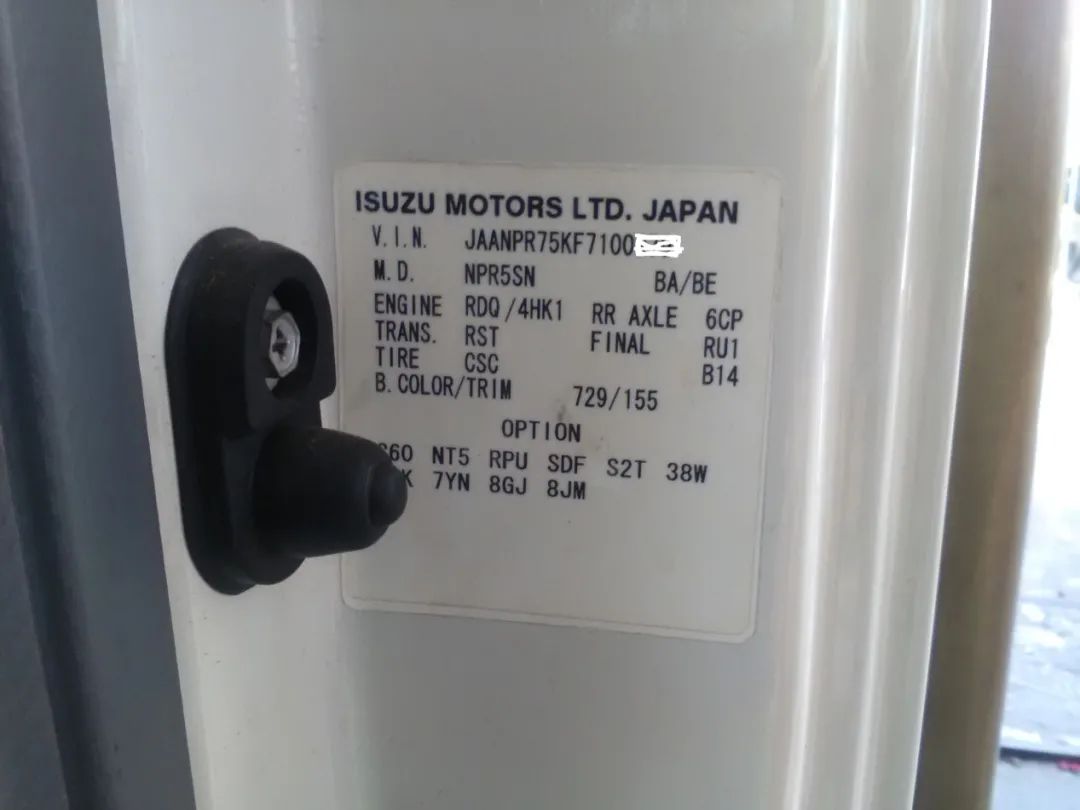 ISUZU MOTORS LTD. JAPAN
V.I.N. JAANPR75KF7100
M.D. NPR5SN BA/BE
ENGINE RDQ/4HK1 RR AXLE 6CP
TRANS. RST FINAL RU1
TIRE CSC B14
B.COLOR/TRIM 729/155
OPTION
NT5 RPU SDF S2T 38W
7YN 8GJ 8JM